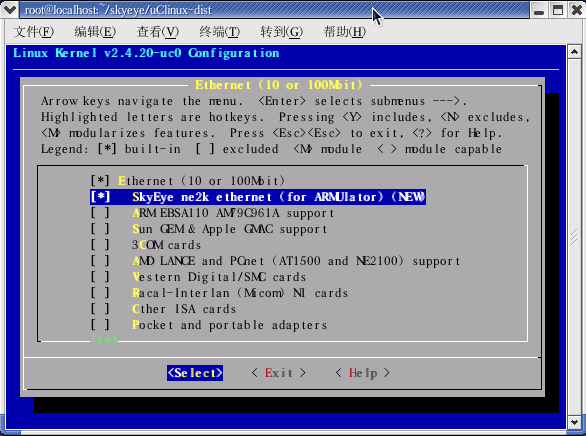 root@localhost:~/skyeye/uClinux-dist
文件(F) 编辑(E) 查看(V) 终端(T) 转到(G) 帮助(H)
Linux Kernel v2.4.20-uc0 Configuration
Ethernet (10 or 100Mbit)
Arrow keys navigate the menu. <Enter> selects submenus --->.
Highlighted letters are hotkeys. Pressing <Y> includes, <N> excludes,
<M> modularizes features. Press <Esc><Esc> to exit, <?> for Help.
Legend: [*] built-in [ ] excluded <M> module < > module capable
[*] Ethernet (10 or 100Mbit)
[*] SkyEye ne2k ethernet (for ARMUlator) (NEW)
[ ] ARM EBSA110 AM79C961A support
[ ] Sun GEM & Apple GMAC support
[ ] 3COM cards
[ ] AMD LANCE and PCnet (AT1500 and NE2100) support
[ ] Western Digital/SMC cards
[ ] Racal-Interlan (Micom) NI cards
[ ] Other ISA cards
[ ] Pocket and portable adapters
(+)
<Select> < Exit > < Help >